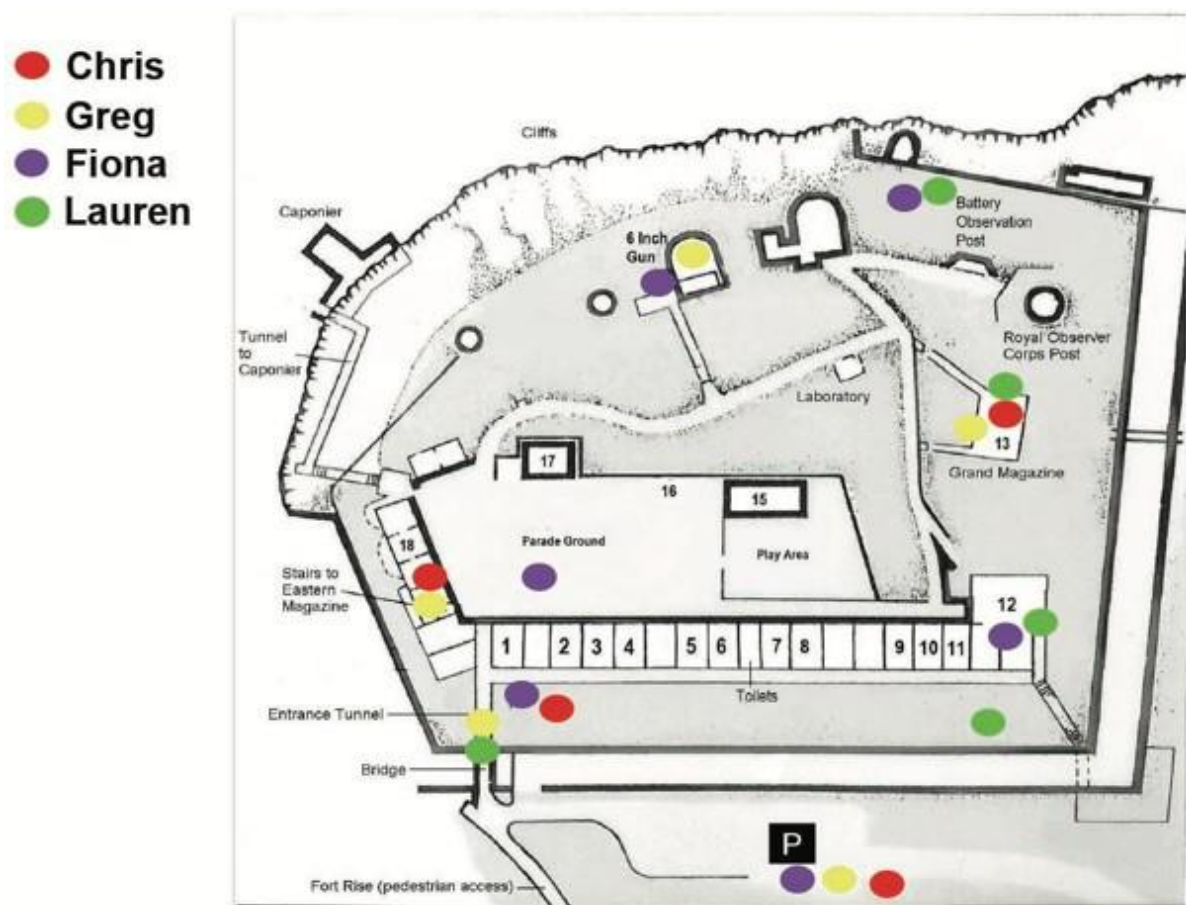 Chris
Greg
Fiona
Lauren
Cliffs
Caponier
6 Inch
Gun
Battery
Observation
Post
Tunnel
to
Caponier
Royal Observer
Corps Post
Laboratory
13
Grand Magazine
17
16
15
18
Parade Ground
Play Area
Stairs to
Eastern
Magazine
12
1 2 3 4 5 6 7 8 9 10 11
Toilets
Entrance Tunnel
Bridge
P
Fort Rise (pedestrian access)